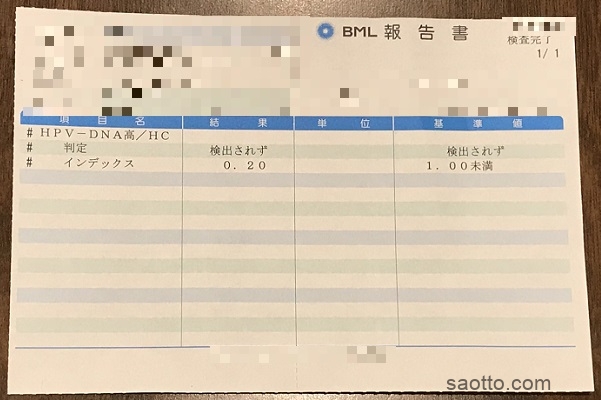 BML 報告書
検査完了
1/ 1
項目名 結果 単位 基準値
# HPV-DNA高/HC
# 判定 検出されず 検出されず
# インデックス 0.20 1.00未満
saotto.com